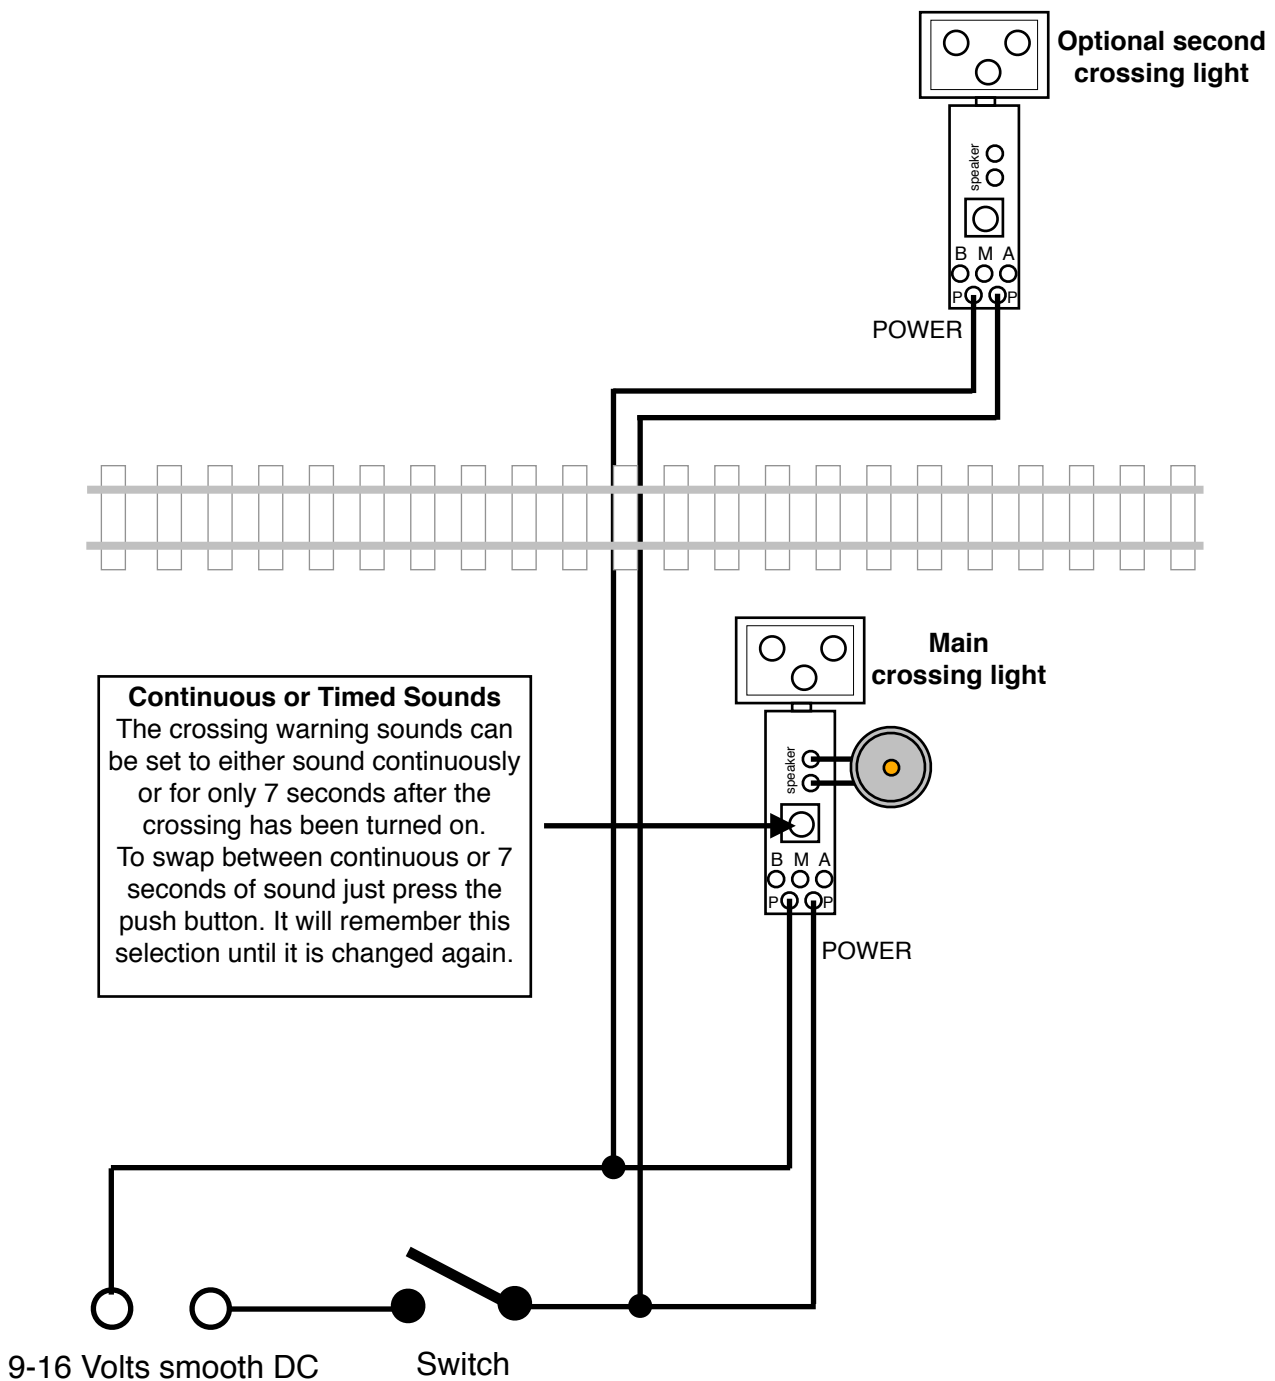 Optional second
crossing light
speaker
B M A
P P
POWER
Main
crossing light
Continuous or Timed Sounds
The crossing warning sounds can
be set to either sound continuously
or for only 7 seconds after the
crossing has been turned on.
To swap between continuous or 7
seconds of sound just press the
push button. It will remember this
selection until it is changed again.
speaker
B M A
P P
POWER
9-16 Volts smooth DC
Switch